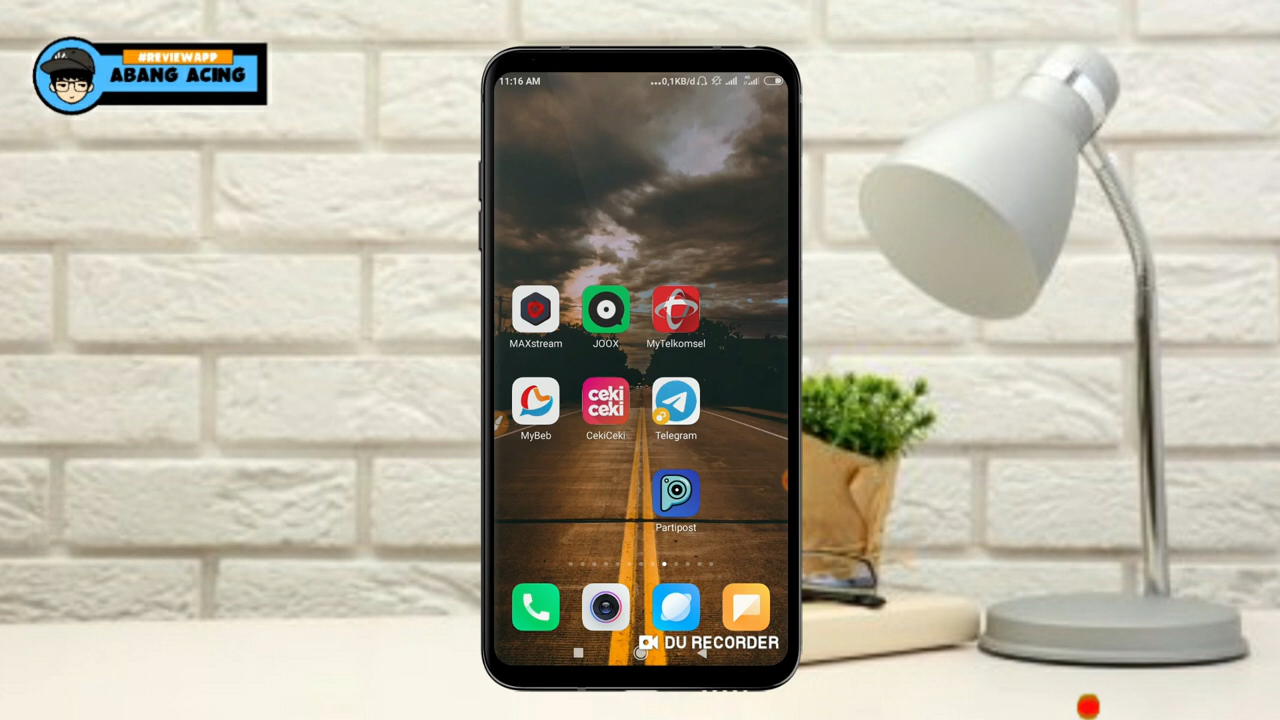 #REVIEWAPP
ABANG ACING
11:16 AM
...0,1KB/d
MAXstream
JOOX
MyTelkomsel
MyBeb
ceki
ceki
CekiCeki
Telegram
Partipost
DU RECORDER